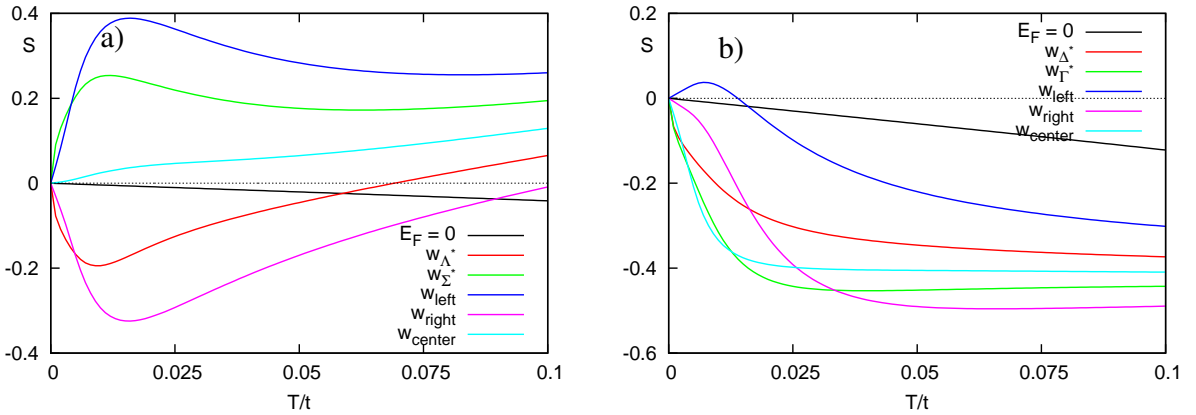 a)
S
0.4
0.2
0
-0.2
-0.4
E_F = 0
w_Λ*
w_Σ*
w_left
w_right
w_center
0 0.025 0.05 0.075 0.1
T/t
b)
S
0.2
0
-0.2
-0.4
-0.6
E_F = 0
w_Δ*
w_Γ*
w_left
w_right
w_center
0 0.025 0.05 0.075 0.1
T/t